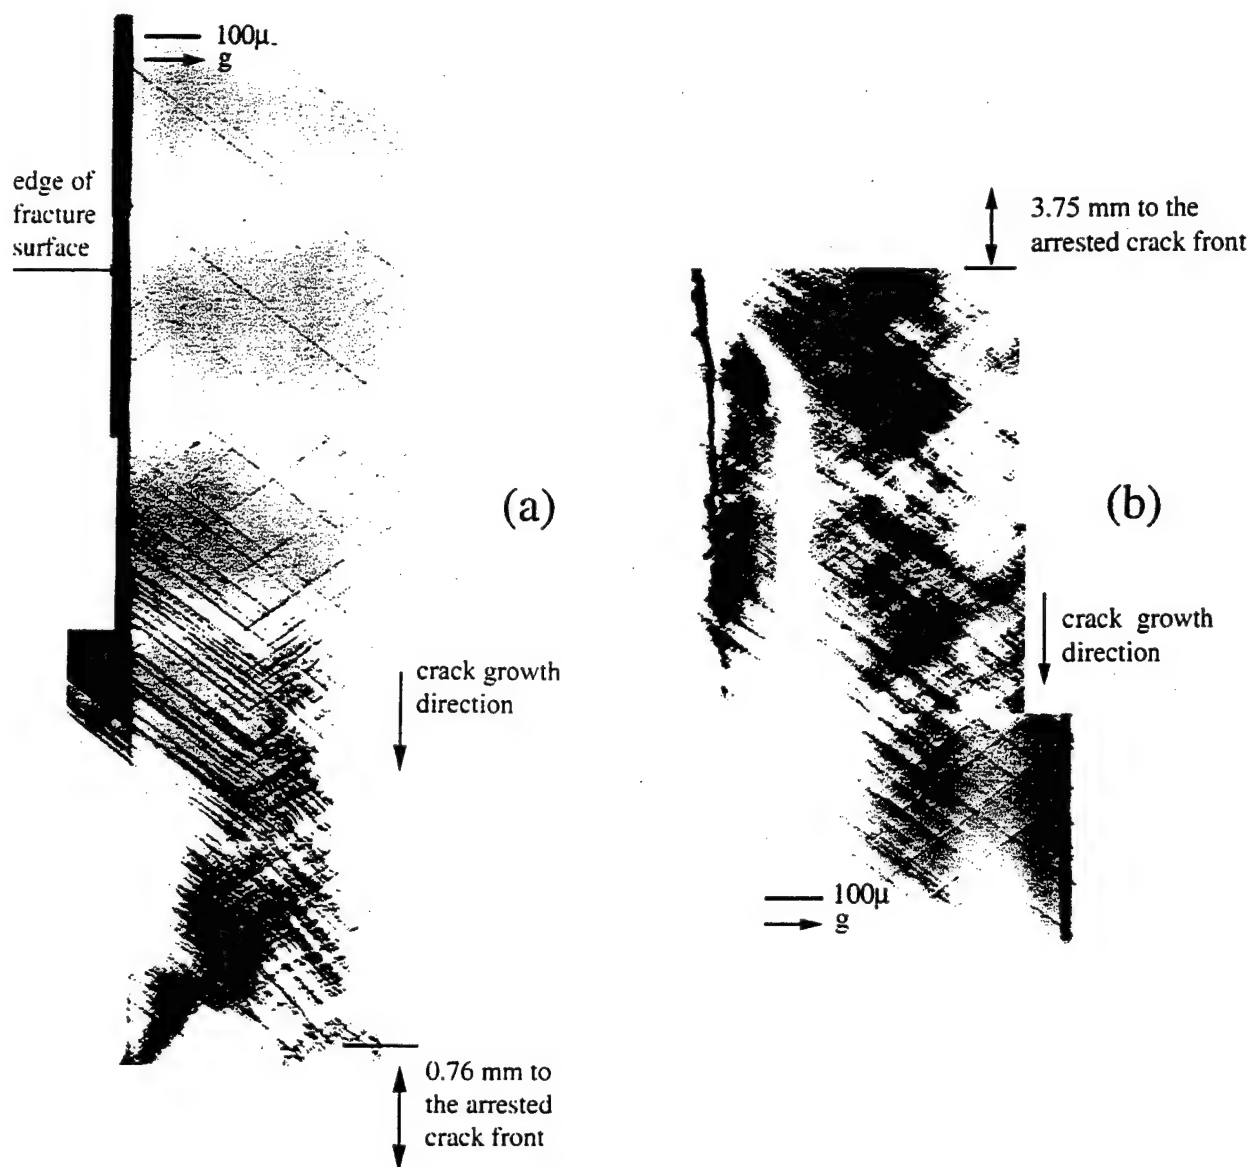 100μ
g
edge of
fracture
surface
(a)
crack growth
direction
0.76 mm to
the arrested
crack front
3.75 mm to the
arrested crack front
(b)
crack growth
direction
100μ
g